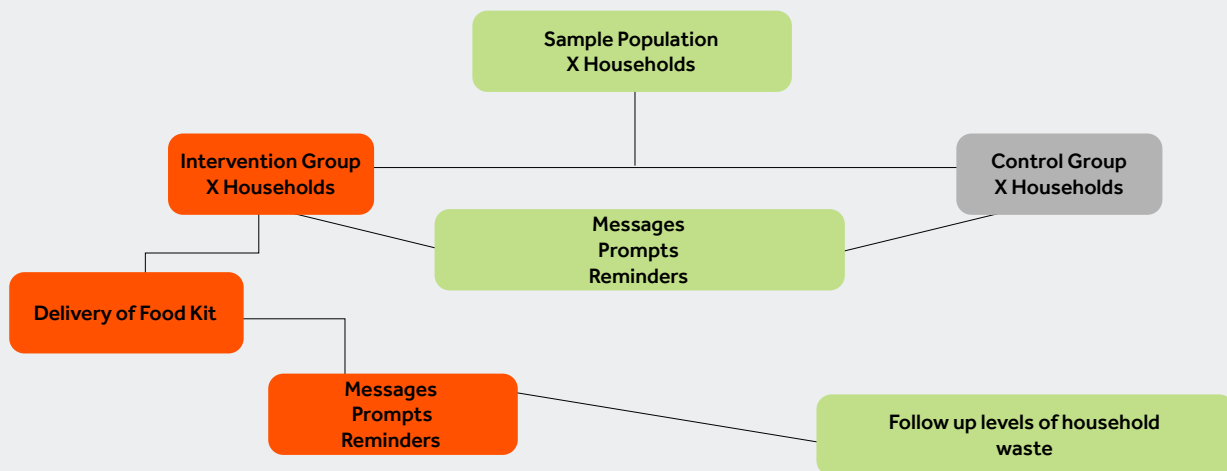 Sample Population
X Households
Intervention Group
X Households
Control Group
X Households
Messages
Prompts
Reminders
Delivery of Food Kit
Messages
Prompts
Reminders
Follow up levels of household
waste